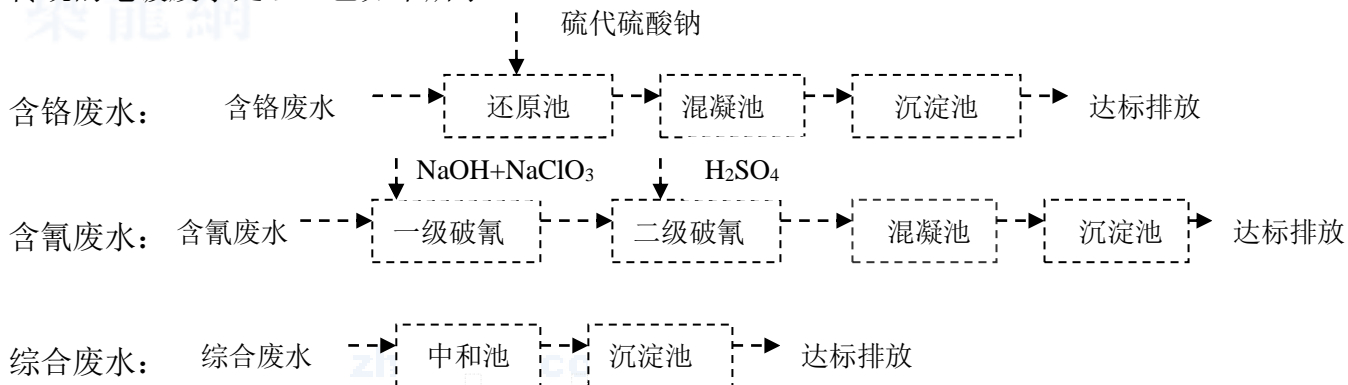 硫代硫酸钠
含铬废水： 含铬废水 还原池 混凝池 沉淀池 达标排放
NaOH+NaClO₃ H₂SO₄
含氰废水： 含氰废水 一级破氰 二级破氰 混凝池 沉淀池 达标排放
综合废水： 综合废水 中和池 沉淀池 达标排放